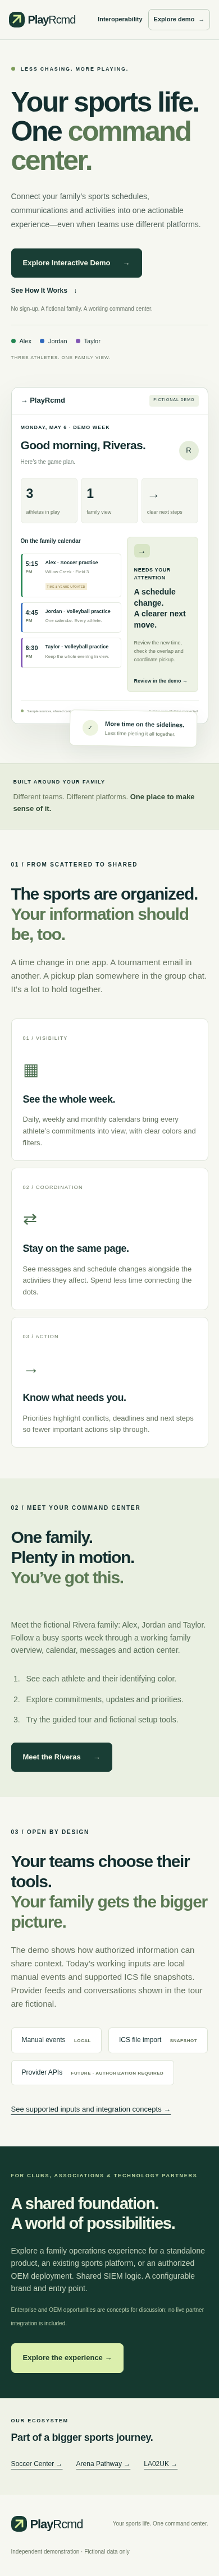 PlayRcmd
Interoperability
Explore demo →
LESS CHASING. MORE PLAYING.
Your sports life.
One command
center.
Connect your family's sports schedules,
communications and activities into one actionable
experience—even when teams use different platforms.
Explore Interactive Demo →
See How It Works ↓
No sign-up. A fictional family. A working command center.
Alex
Jordan
Taylor
THREE ATHLETES. ONE FAMILY VIEW.
→ PlayRcmd
FICTIONAL DEMO
MONDAY, MAY 6 · DEMO WEEK
Good morning, Riveras.
R
Here's the game plan.
3
athletes in play
1
family view
→
clear next steps
On the family calendar
5:15
PM
Alex · Soccer practice
Willow Creek · Field 3
TIME & VENUE UPDATED
4:45
PM
Jordan · Volleyball practice
One calendar. Every athlete.
6:30
PM
Taylor · Volleyball practice
Keep the whole evening in view.
→
NEEDS YOUR
ATTENTION
A schedule
change.
A clearer next
move.
Review the new time,
check the overlap and
coordinate pickup.
Review in the demo →
✓
More time on the sidelines.
Less time piecing it all together.
BUILT AROUND YOUR FAMILY
Different teams. Different platforms. One place to make
sense of it.
01 / FROM SCATTERED TO SHARED
The sports are organized.
Your information should
be, too.
A time change in one app. A tournament email in
another. A pickup plan somewhere in the group chat.
It's a lot to hold together.
01 / VISIBILITY
See the whole week.
Daily, weekly and monthly calendars bring every
athlete's commitments into view, with clear colors and
filters.
02 / COORDINATION
Stay on the same page.
See messages and schedule changes alongside the
activities they affect. Spend less time connecting the
dots.
03 / ACTION
Know what needs you.
Priorities highlight conflicts, deadlines and next steps
so fewer important actions slip through.
02 / MEET YOUR COMMAND CENTER
One family.
Plenty in motion.
You've got this.
Meet the fictional Rivera family: Alex, Jordan and Taylor.
Follow a busy sports week through a working family
overview, calendar, messages and action center.
1. See each athlete and their identifying color.
2. Explore commitments, updates and priorities.
3. Try the guided tour and fictional setup tools.
Meet the Riveras →
03 / OPEN BY DESIGN
Your teams choose their
tools.
Your family gets the bigger
picture.
The demo shows how authorized information can
share context. Today's working inputs are local
manual events and supported ICS file snapshots.
Provider feeds and conversations shown in the tour
are fictional.
Manual events LOCAL
ICS file import SNAPSHOT
Provider APIs FUTURE · AUTHORIZATION REQUIRED
See supported inputs and integration concepts →
FOR CLUBS, ASSOCIATIONS & TECHNOLOGY PARTNERS
A shared foundation.
A world of possibilities.
Explore a family operations experience for a standalone
product, an existing sports platform, or an authorized
OEM deployment. Shared SIEM logic. A configurable
brand and entry point.
Enterprise and OEM opportunities are concepts for discussion; no live partner
integration is included.
Explore the experience →
OUR ECOSYSTEM
Part of a bigger sports journey.
Soccer Center →
Arena Pathway →
LA02UK →
PlayRcmd
Your sports life. One command center.
Independent demonstration · Fictional data only